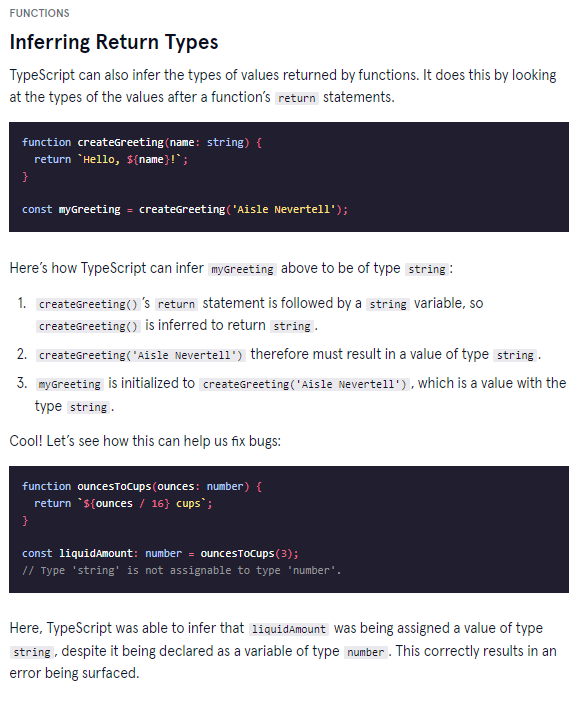 FUNCTIONS
Inferring Return Types
TypeScript can also infer the types of values returned by functions. It does this by looking
at the types of the values after a function’s return statements.
function createGreeting(name: string) {
  return `Hello, ${name}!`;
}
const myGreeting = createGreeting('Aisle Nevertell');
Here’s how TypeScript can infer myGreeting above to be of type string:
1. createGreeting()’s return statement is followed by a string variable, so
createGreeting() is inferred to return string.
2. createGreeting('Aisle Nevertell') therefore must result in a value of type string.
3. myGreeting is initialized to createGreeting('Aisle Nevertell'), which is a value with the
type string.
Cool! Let’s see how this can help us fix bugs:
function ouncesToCups(ounces: number) {
  return `${ounces / 16} cups`;
}
const liquidAmount: number = ouncesToCups(3);
// Type 'string' is not assignable to type 'number'.
Here, TypeScript was able to infer that liquidAmount was being assigned a value of type
string, despite it being declared as a variable of type number. This correctly results in an
error being surfaced.